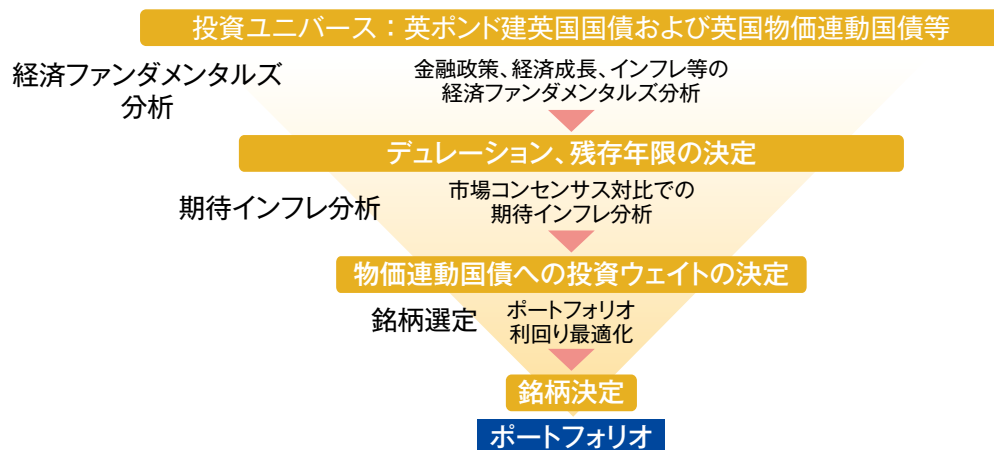 投資ユニバース：英ポンド建英国国債および英国物価連動国債等
経済ファンダメンタルズ
分析
金融政策、経済成長、インフレ等の
経済ファンダメンタルズ分析
デュレーション、残存年限の決定
期待インフレ分析
市場コンセンサス対比での
期待インフレ分析
物価連動国債への投資ウェイトの決定
銘柄選定
ポートフォリオ
利回り最適化
銘柄決定
ポートフォリオ